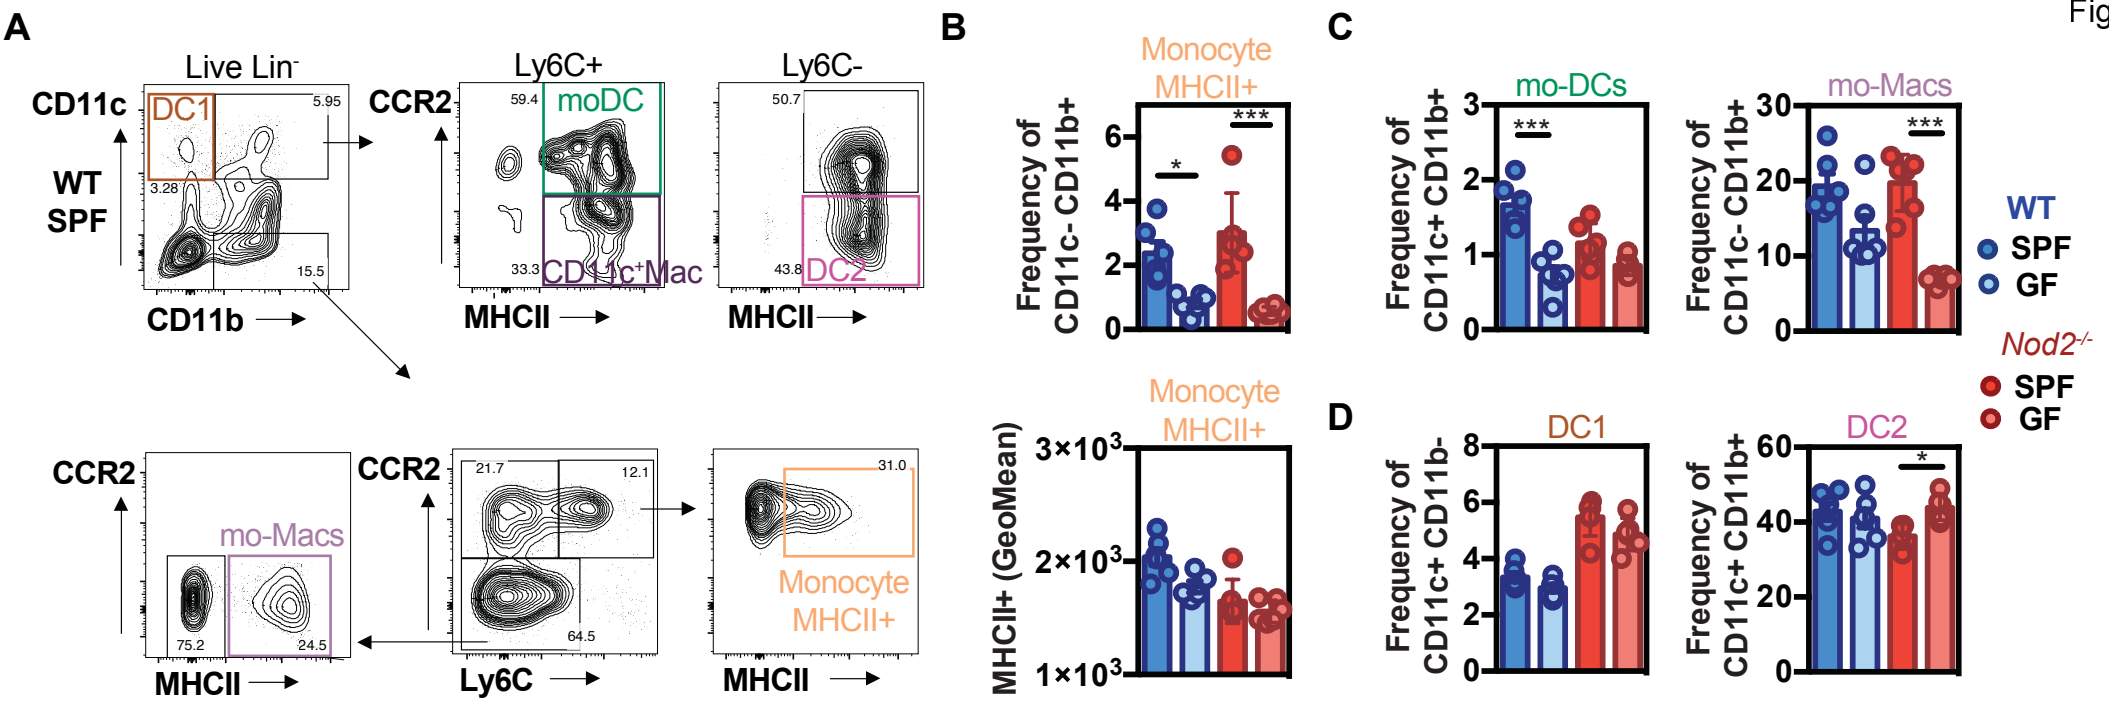 A
Live Lin-
CD11c
WT
SPF
DC1
5.95
3.28
15.5
CD11b
Ly6C+
CCR2
59.4
moDC
33.3
CD11c+Mac
MHCII
Ly6C-
50.7
43.8
DC2
MHCII
CCR2
mo-Macs
75.2
24.5
MHCII
CCR2
21.7
12.1
64.5
Ly6C
31.0
Monocyte
MHCII+
MHCII
B
Monocyte
MHCII+
Frequency of
CD11c- CD11b+
6
4
2
0
*
***
Monocyte
MHCII+
MHCII+ (GeoMean)
3×103
2×103
1×103
C
mo-DCs
Frequency of
CD11c+ CD11b+
3
2
1
0
***
mo-Macs
Frequency of
CD11c- CD11b+
30
20
10
0
***
D
DC1
Frequency of
CD11c+ CD11b-
8
6
4
2
0
DC2
Frequency of
CD11c+ CD11b+
60
40
20
0
*
Fig
WT
SPF
GF
Nod2-/-
SPF
GF